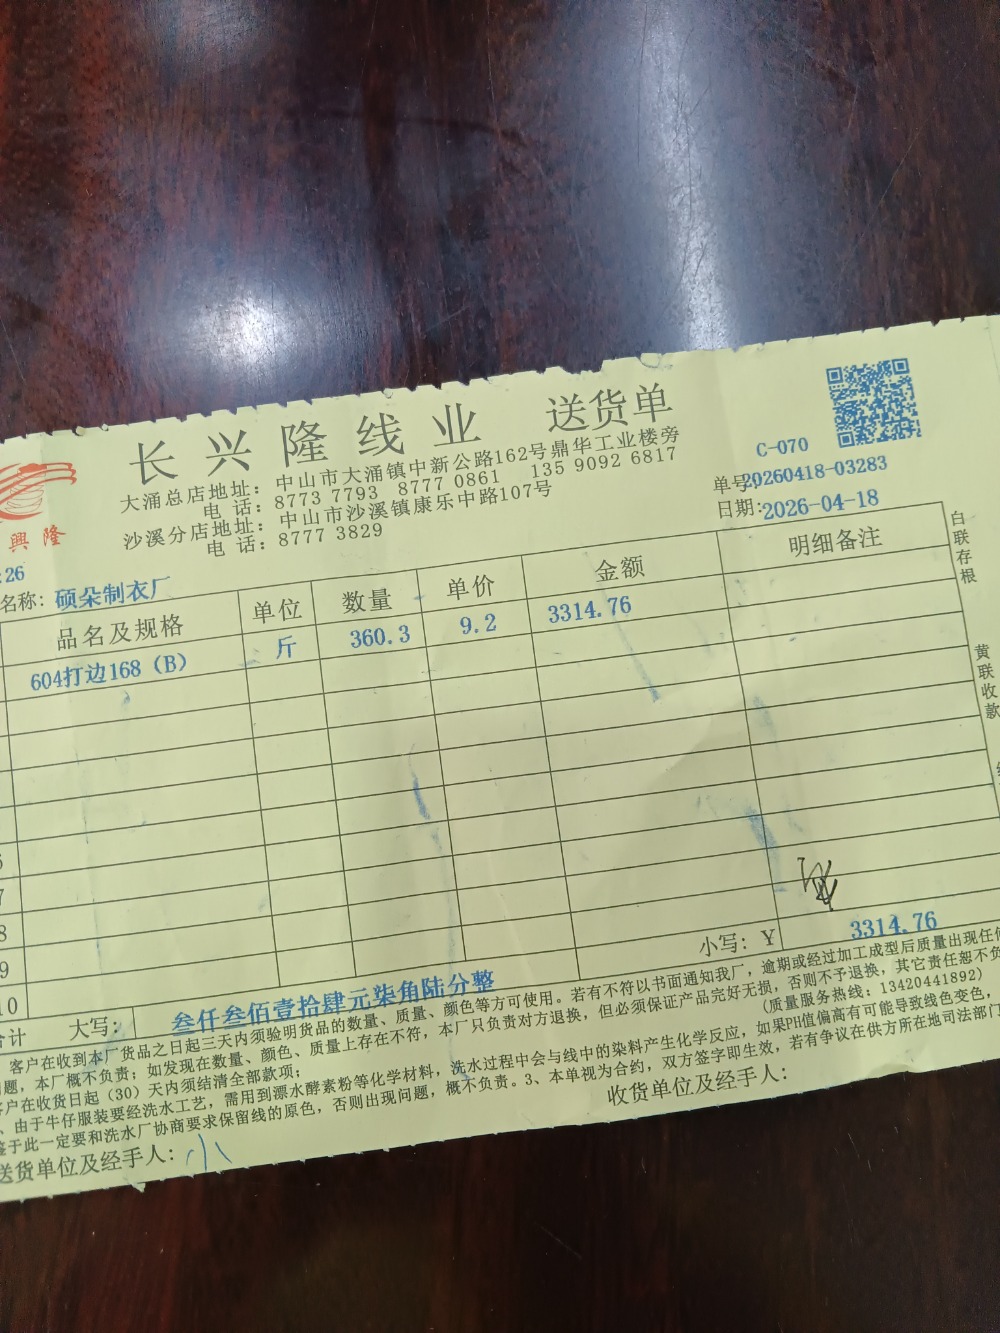 长兴隆线业 送货单
大涌总店地址：中山市大涌镇中新公路162号鼎华工业楼旁
电 话：8773 7793 8777 0861 135 9092 6817
沙溪分店地址：中山市沙溪镇康乐中路107号
电 话：8777 3829
興 隆
C-070
单号:20260418-03283
日期:2026-04-18
:26
名称：硕朵制衣厂
品名及规格 单位 数量 单价 金额 明细备注
604打边168（B） 斤 360.3 9.2 3314.76
7
8
9
10
合计 大写：叁仟叁佰壹拾肆元柒角陆分整 小写：Y 3314.76
客户在收到本厂货品之日起三天内须验明货品的数量、质量、颜色等方可使用。若有不符以书面通知我厂，逾期或经过加工成型后质量出现任何
问题，本厂概不负责；如发现在数量、颜色、质量上存在不符，本厂只负责对方退换，但必须保证产品完好无损，否则不予退换，其它责任恕不负
客户在收货日起（30）天内须结清全部款项； （质量服务热线：13420441892）
、由于牛仔服装要经洗水工艺，需用到漂水酵素粉等化学材料，洗水过程中会与线中的染料产生化学反应，如果PH值偏高有可能导致线色变色，
鉴于此一定要和洗水厂协商要求保留线的原色，否则出现问题，概不负责。3、本单视为合约，双方签字即生效，若有争议在供方所在地司法部门
送货单位及经手人：小 收货单位及经手人：
白联存根
黄联收款